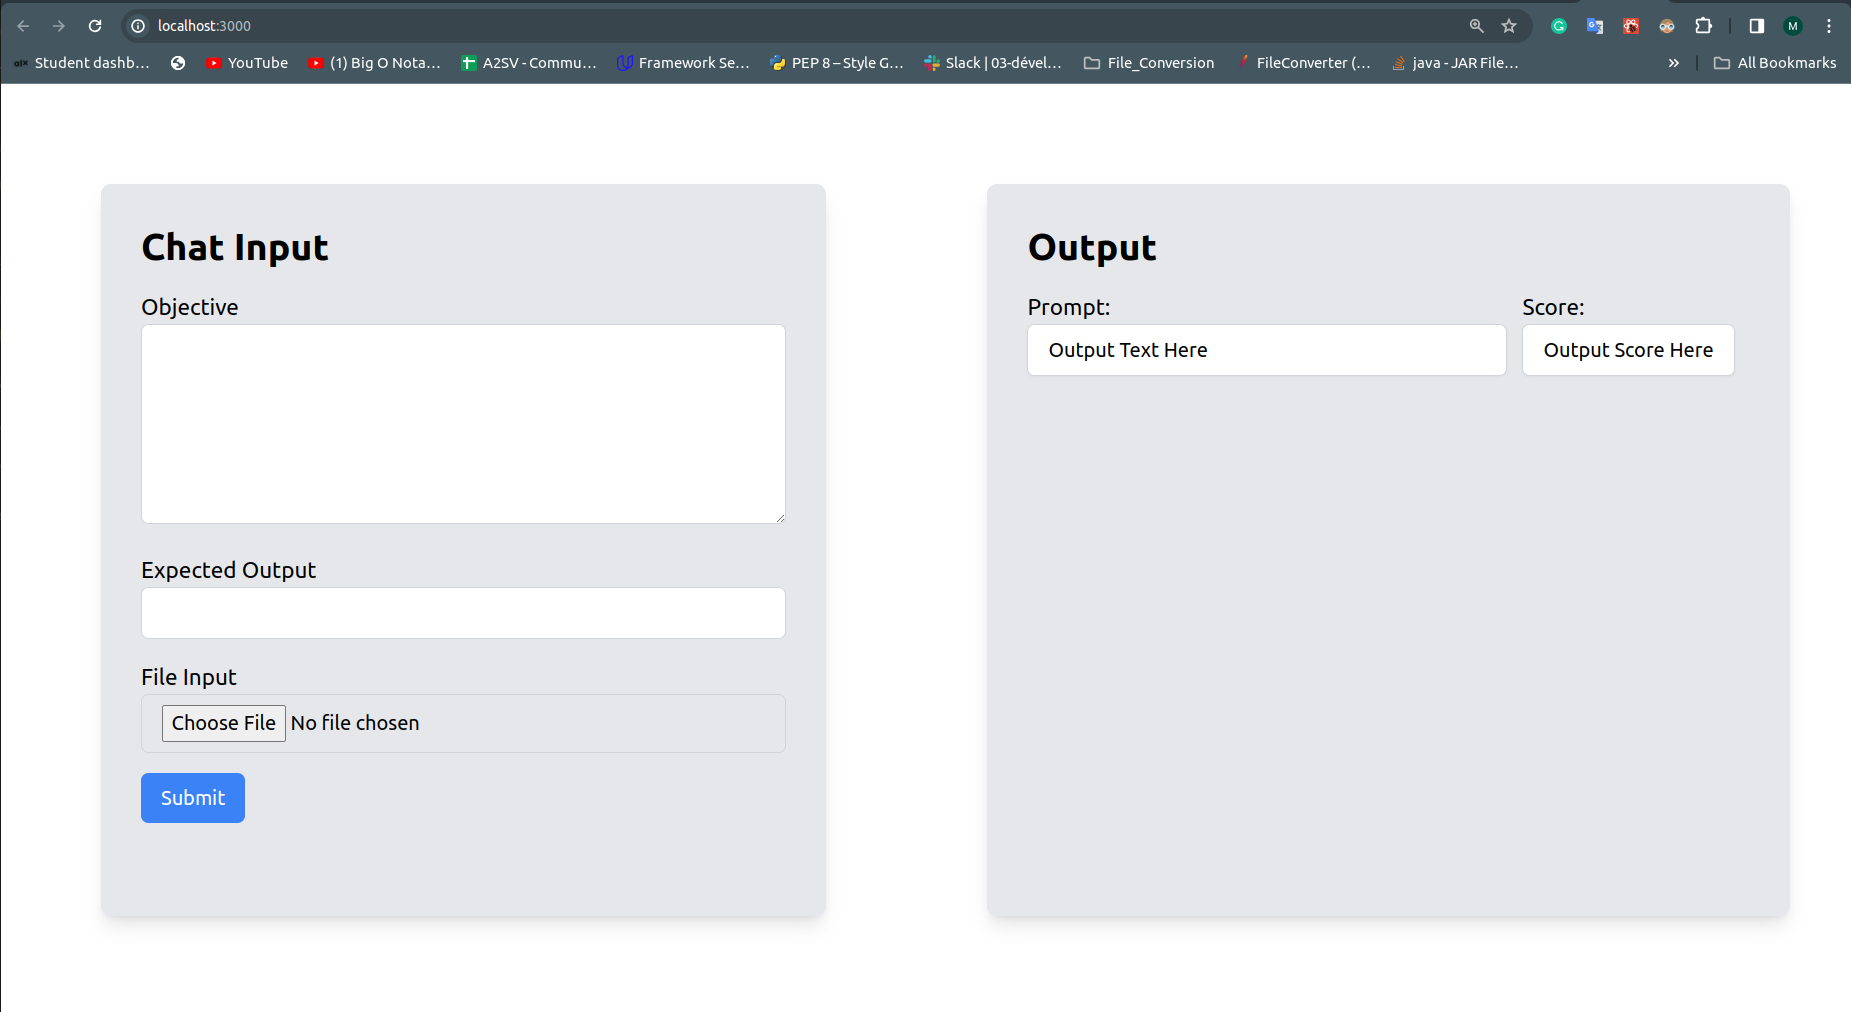 localhost:3000
M
Student dashb... YouTube (1) Big O Nota... A2SV - Commu... Framework Se... PEP 8 – Style G... Slack | 03-dével... File_Conversion FileConverter (... java - JAR File... » All Bookmarks
Chat Input
Objective
Expected Output
File Input
Choose File No file chosen
Submit
Output
Prompt: Score:
Output Text Here Output Score Here